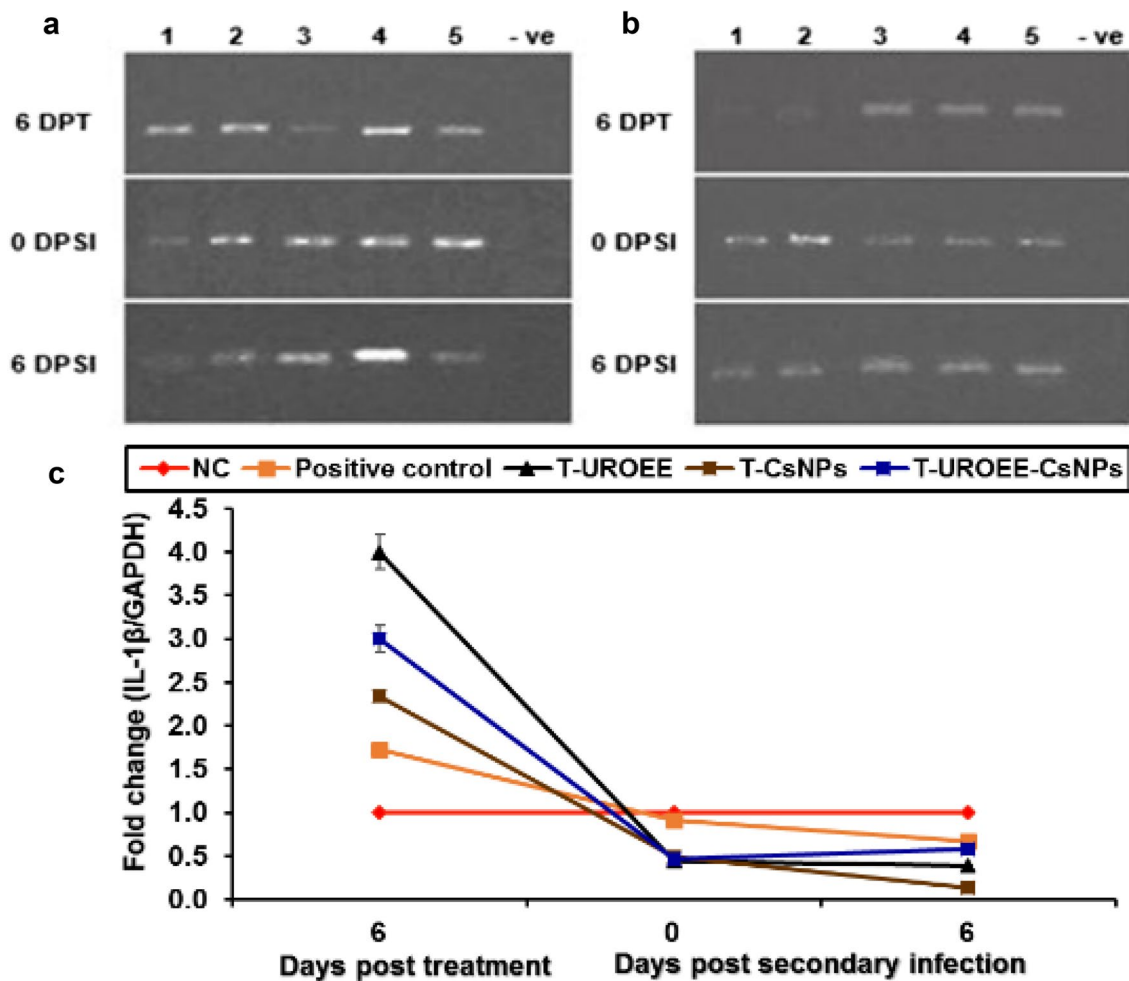 a
1 2 3 4 5 - ve
6 DPT
0 DPSI
6 DPSI
b
1 2 3 4 5 - ve
6 DPT
0 DPSI
6 DPSI
c
NC Positive control T-UROEE T-CsNPs T-UROEE-CsNPs
Fold change (IL-1β/GAPDH)
4.5
4.0
3.5
3.0
2.5
2.0
1.5
1.0
0.5
0.0
6 0 6
Days post treatment Days post secondary infection